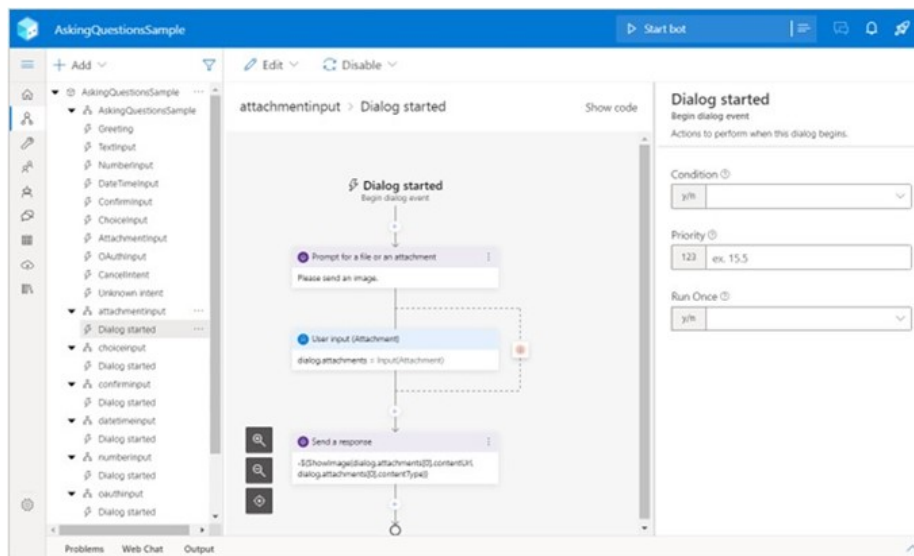 AskingQuestionsSample
Start bot
Add
Edit
Disable
AskingQuestionsSample
AskingQuestionsSample
Greeting
TextInput
NumberInput
DateTimeInput
ConfirmInput
ChoiceInput
AttachmentInput
OAuthInput
CancelIntent
Unknown intent
attachmentinput
Dialog started
choiceinput
Dialog started
confirminput
Dialog started
datetimeinput
Dialog started
numberinput
Dialog started
oauthinput
Dialog started
attachmentinput > Dialog started
Show code
Dialog started
Begin dialog event
Prompt for a file or an attachment
Please send an image.
User input (Attachment)
dialog.attachments = Input(Attachment)
Send a response
-${ShowImage(dialog.attachments[0].contentUrl,
dialog.attachments[0].contentType)}
Dialog started
Begin dialog event
Actions to perform when this dialog begins.
Condition
y/n
Priority
123 ex. 15.5
Run Once
y/n
Problems Web Chat Output